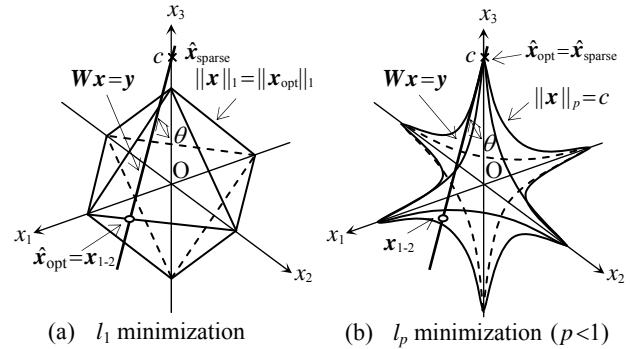 x₃
c
x̂sparse
Wx=y
||x||₁=||xopt||₁
θ
O
x₁
x₂
x̂opt=x₁₋₂
(a) l₁ minimization
x₃
c
x̂opt=x̂sparse
Wx=y
||x||ₚ=c
θ
O
x₁
x₁₋₂
x₂
(b) lₚ minimization (p<1)